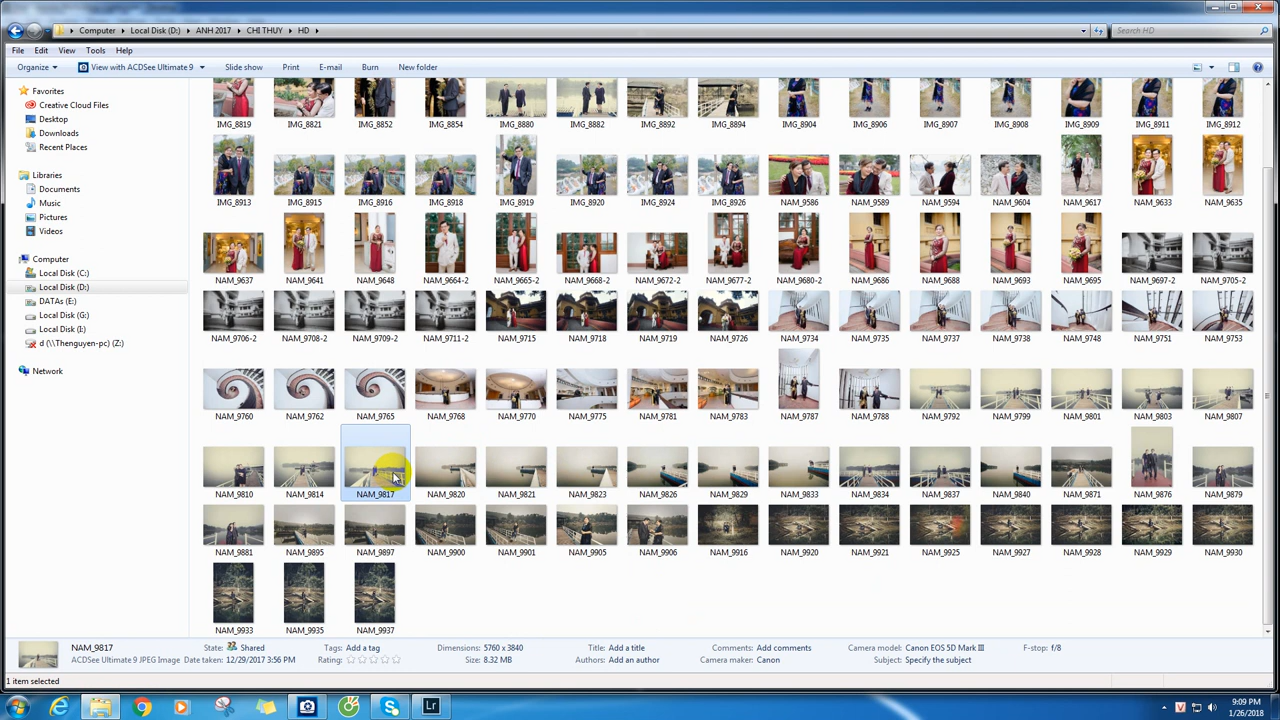 Computer Local Disk (D:) ANH 2017 CHI THUY HD Search HD
File Edit View Tools Help
Organize View with ACDSee Ultimate 9 Slide show Print E-mail Burn New folder
Favorites
Creative Cloud Files
Desktop
Downloads
Recent Places
Libraries
Documents
Music
Pictures
Videos
Computer
Local Disk (C:)
Local Disk (D:)
DATAs (E:)
Local Disk (G:)
Local Disk (I:)
d (\\Thenguyen-pc) (Z:)
Network
IMG_8819 IMG_8821 IMG_8852 IMG_8854 IMG_8880 IMG_8882 IMG_8892 IMG_8894 IMG_8904 IMG_8906 IMG_8907 IMG_8908 IMG_8909 IMG_8911 IMG_8912
IMG_8913 IMG_8915 IMG_8916 IMG_8918 IMG_8919 IMG_8920 IMG_8924 IMG_8926 NAM_9586 NAM_9589 NAM_9594 NAM_9604 NAM_9617 NAM_9633 NAM_9635
NAM_9637 NAM_9641 NAM_9648 NAM_9664-2 NAM_9665-2 NAM_9668-2 NAM_9672-2 NAM_9677-2 NAM_9680-2 NAM_9686 NAM_9688 NAM_9693 NAM_9695 NAM_9697-2 NAM_9705-2
NAM_9706-2 NAM_9708-2 NAM_9709-2 NAM_9711-2 NAM_9715 NAM_9718 NAM_9719 NAM_9726 NAM_9734 NAM_9735 NAM_9737 NAM_9738 NAM_9748 NAM_9751 NAM_9753
NAM_9760 NAM_9762 NAM_9765 NAM_9768 NAM_9770 NAM_9775 NAM_9781 NAM_9783 NAM_9787 NAM_9788 NAM_9792 NAM_9799 NAM_9801 NAM_9803 NAM_9807
NAM_9810 NAM_9814 NAM_9817 NAM_9820 NAM_9821 NAM_9823 NAM_9826 NAM_9829 NAM_9833 NAM_9834 NAM_9837 NAM_9840 NAM_9871 NAM_9876 NAM_9879
NAM_9881 NAM_9895 NAM_9897 NAM_9900 NAM_9901 NAM_9905 NAM_9906 NAM_9916 NAM_9920 NAM_9921 NAM_9925 NAM_9927 NAM_9928 NAM_9929 NAM_9930
NAM_9933 NAM_9935 NAM_9937
NAM_9817 State: Shared Tags: Add a tag Dimensions: 5760 x 3840 Title: Add a title Comments: Add comments Camera model: Canon EOS 5D Mark III F-stop: f/8
ACDSee Ultimate 9 JPEG Image Date taken: 12/29/2017 3:56 PM Rating: Size: 8.32 MB Authors: Add an author Camera maker: Canon Subject: Specify the subject
1 item selected
Lr V 9:09 PM
1/26/2018